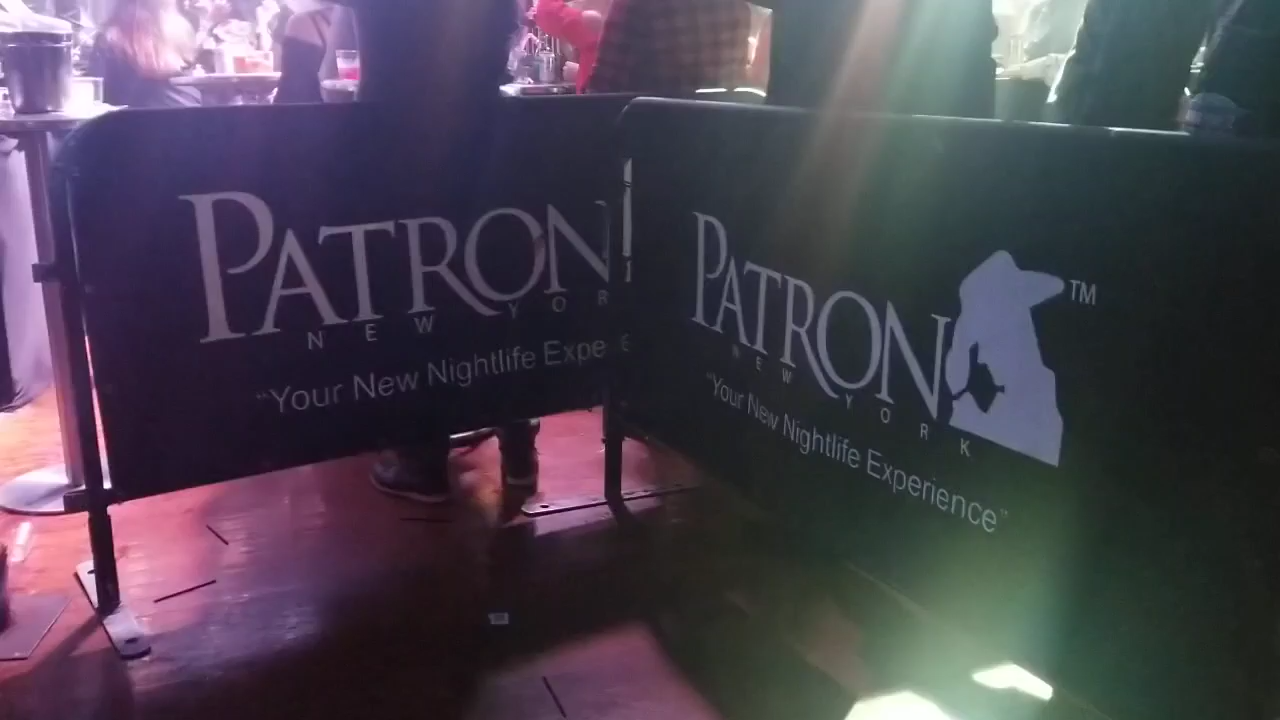 PATRON
NEW YOR
"Your New Nightlife Expe
PATRON TM
NEW YORK
"Your New Nightlife Experience"